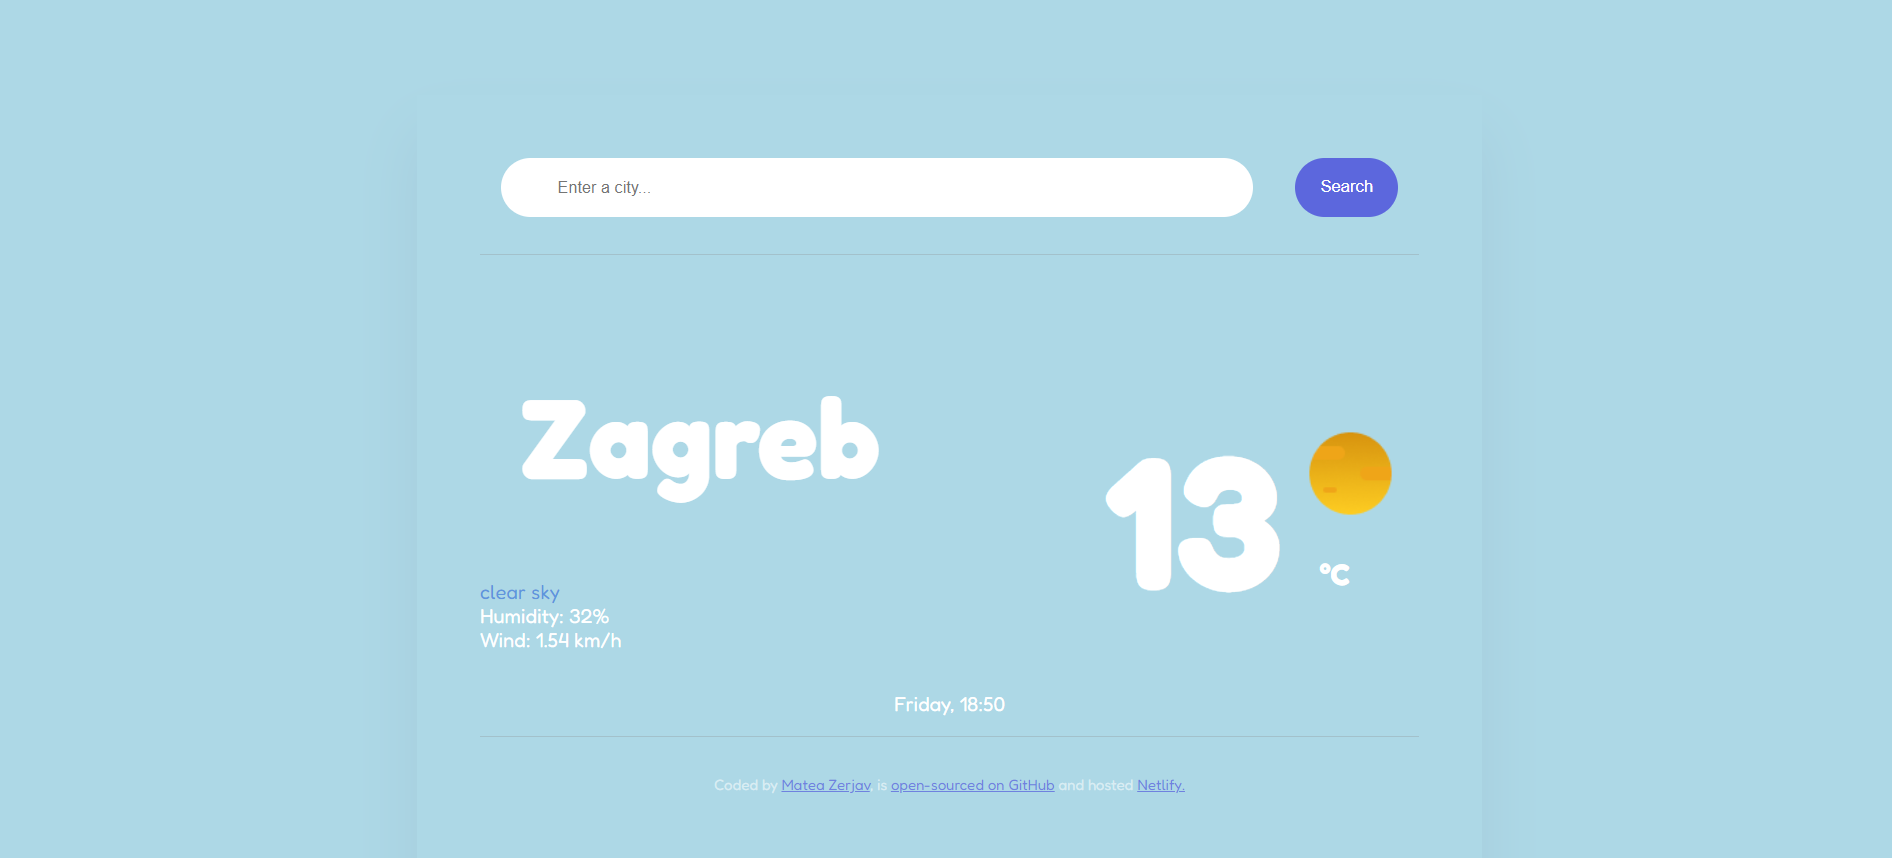 Enter a city...
Search
Zagreb
13
°C
clear sky
Humidity: 32%
Wind: 1.54 km/h
Friday, 18:50
Coded by Matea Zerjav, is open-sourced on GitHub and hosted Netlify.